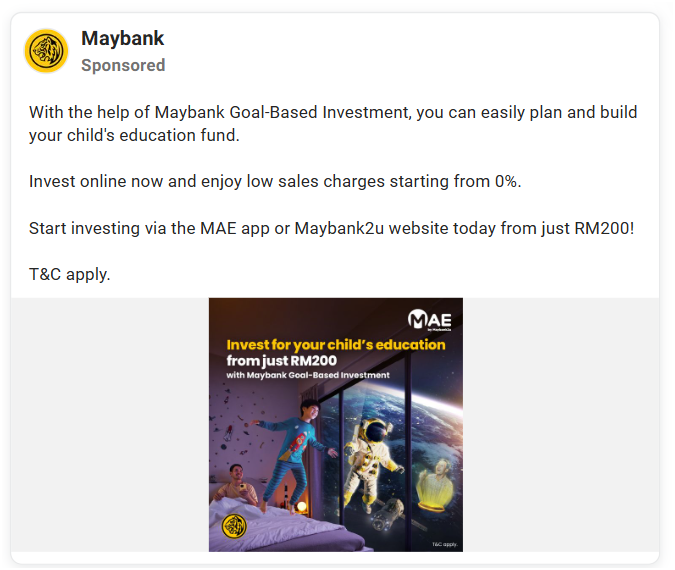 Maybank
Sponsored
With the help of Maybank Goal-Based Investment, you can easily plan and build
your child's education fund.
Invest online now and enjoy low sales charges starting from 0%.
Start investing via the MAE app or Maybank2u website today from just RM200!
T&C apply.
MAE
by Maybank2u
Invest for your child's education
from just RM200
with Maybank Goal-Based Investment
T&C apply.